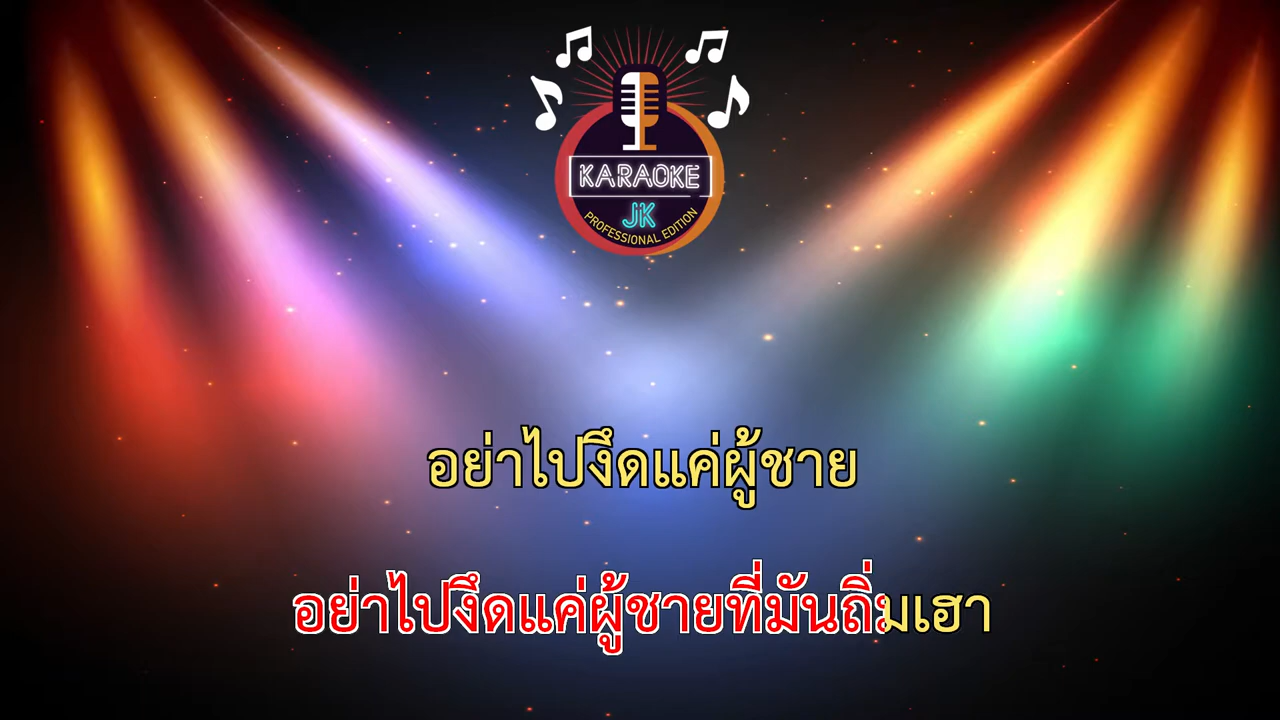 KARAOKE
JK
PROFESSIONAL EDITION
อย่าไปงึดแค่ผู้ชาย
อย่าไปงึดแค่ผู้ชายที่มันถิ่มเฮา